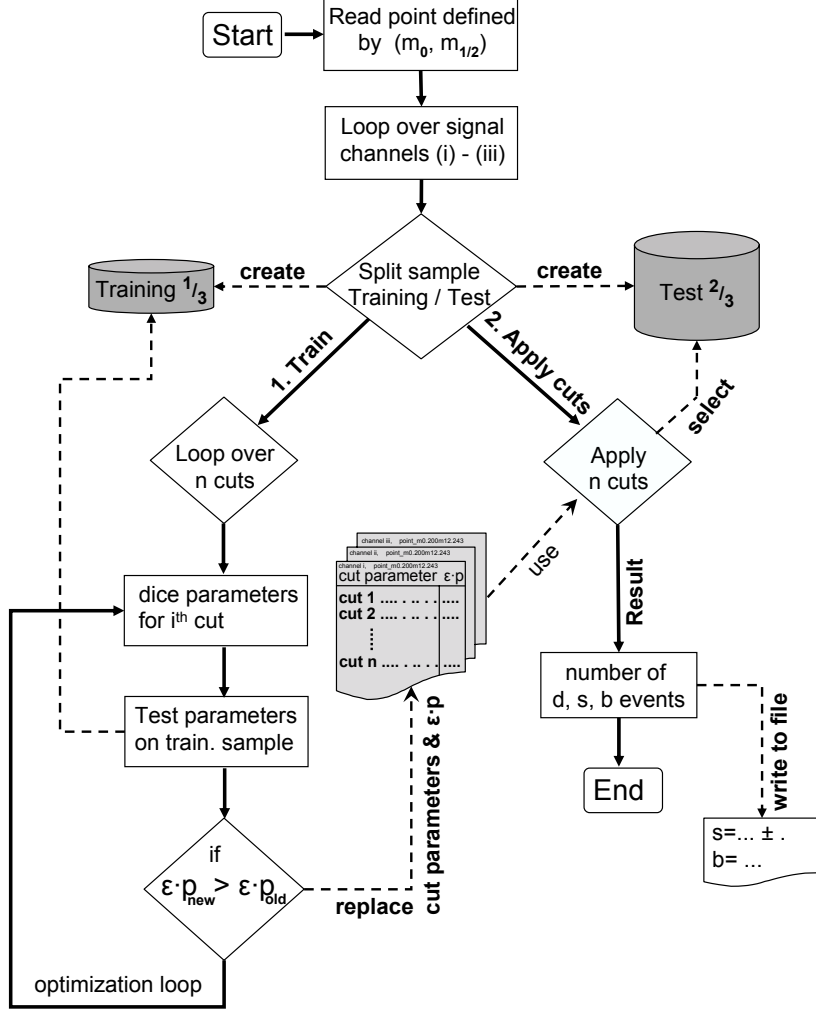 Start
Read point defined
by (m₀, m₁/₂)
Loop over signal
channels (i) - (iii)
Split sample
Training / Test
create
create
Training ¹/₃
Test ²/₃
1. Train
2. Apply cuts
select
Loop over
n cuts
Apply
n cuts
channel iii, point_m0.200m12.243
channel ii, point_m0.200m12.243
channel i, point_m0.200m12.243
cut parameter ε·p
cut 1 .... . .. . ....
cut 2 .... . .. . ....
cut n .... . .. . ....
use
Result
dice parameters
for iᵗʰ cut
Test parameters
on train. sample
number of
d, s, b events
End
write to file
s=... ± .
b= ...
if
ε·p_new > ε·p_old
replace
cut parameters & ε·p
optimization loop